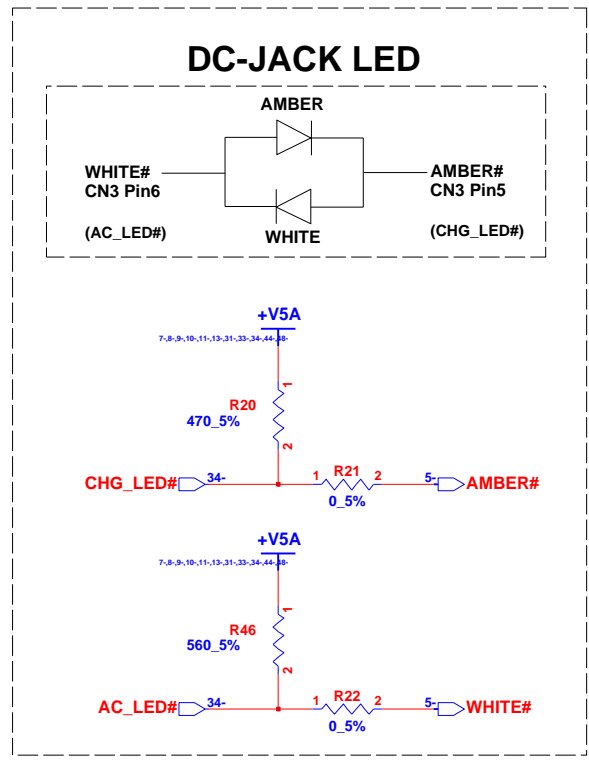 DC-JACK LED
AMBER
WHITE#
CN3 Pin6
(AC_LED#)
AMBER#
CN3 Pin5
(CHG_LED#)
WHITE
+V5A
7-,8-,9-,10-,11-,13-,31-,33-,34-,44-,48-
1
R20
470_5%
2
CHG_LED#
34-
1
R21
2
0_5%
5-
AMBER#
+V5A
7-,8-,9-,10-,11-,13-,31-,33-,34-,44-,48-
1
R46
560_5%
2
AC_LED#
34-
1
R22
2
0_5%
5-
WHITE#